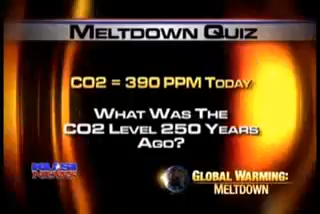 MELTDOWN QUIZ
CO2 = 390 PPM TODAY
WHAT WAS THE
CO2 LEVEL 250 YEARS
AGO?
GLOBAL WARMING:
MELTDOWN